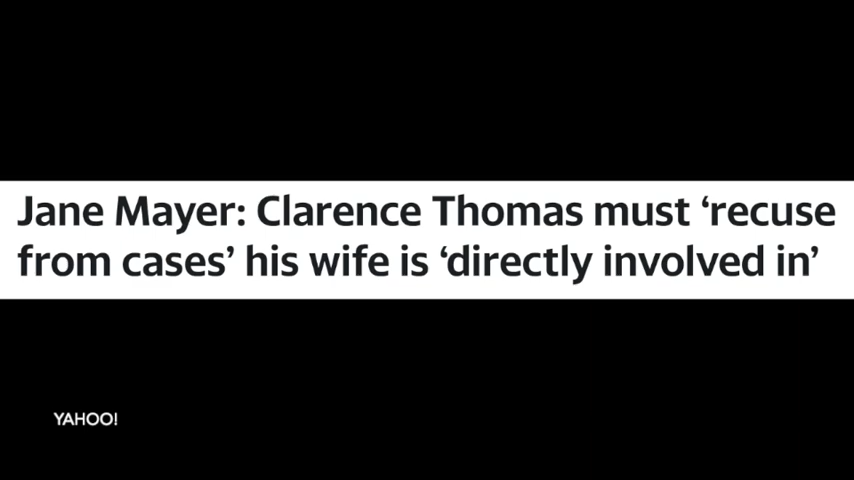 Jane Mayer: Clarence Thomas must ‘recuse
from cases’ his wife is ‘directly involved in’
YAHOO!